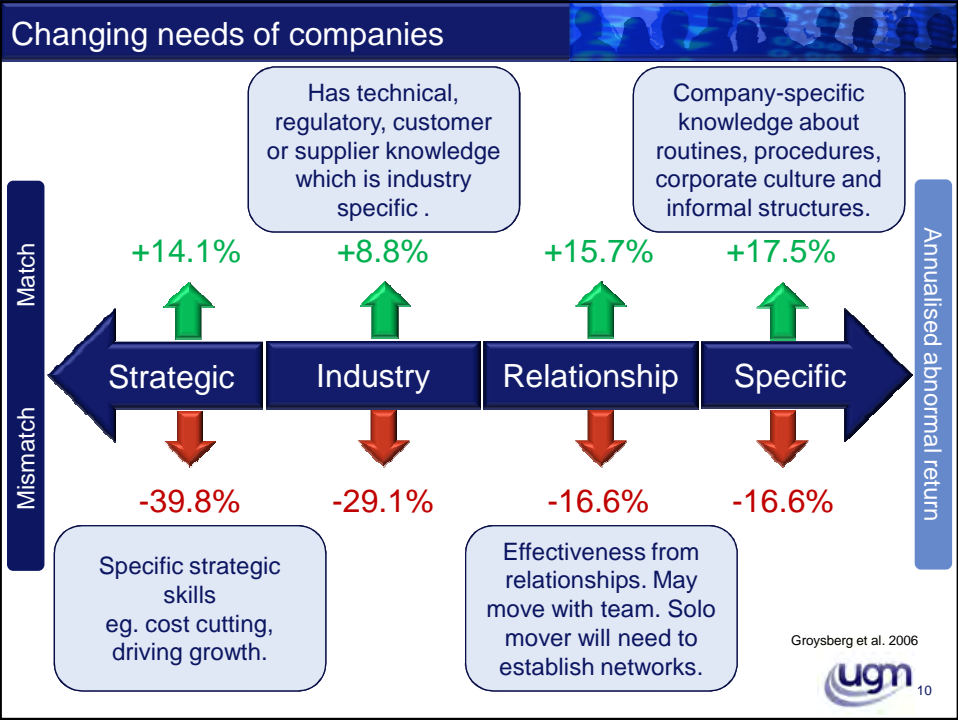 Changing needs of companies
Has technical,
regulatory, customer
or supplier knowledge
which is industry
specific .
Company-specific
knowledge about
routines, procedures,
corporate culture and
informal structures.
Match
Mismatch
+14.1%
+8.8%
+15.7%
+17.5%
Strategic
Industry
Relationship
Specific
-39.8%
-29.1%
-16.6%
-16.6%
Annualised abnormal return
Specific strategic
skills
eg. cost cutting,
driving growth.
Effectiveness from
relationships. May
move with team. Solo
mover will need to
establish networks.
Groysberg et al. 2006
ugm
10